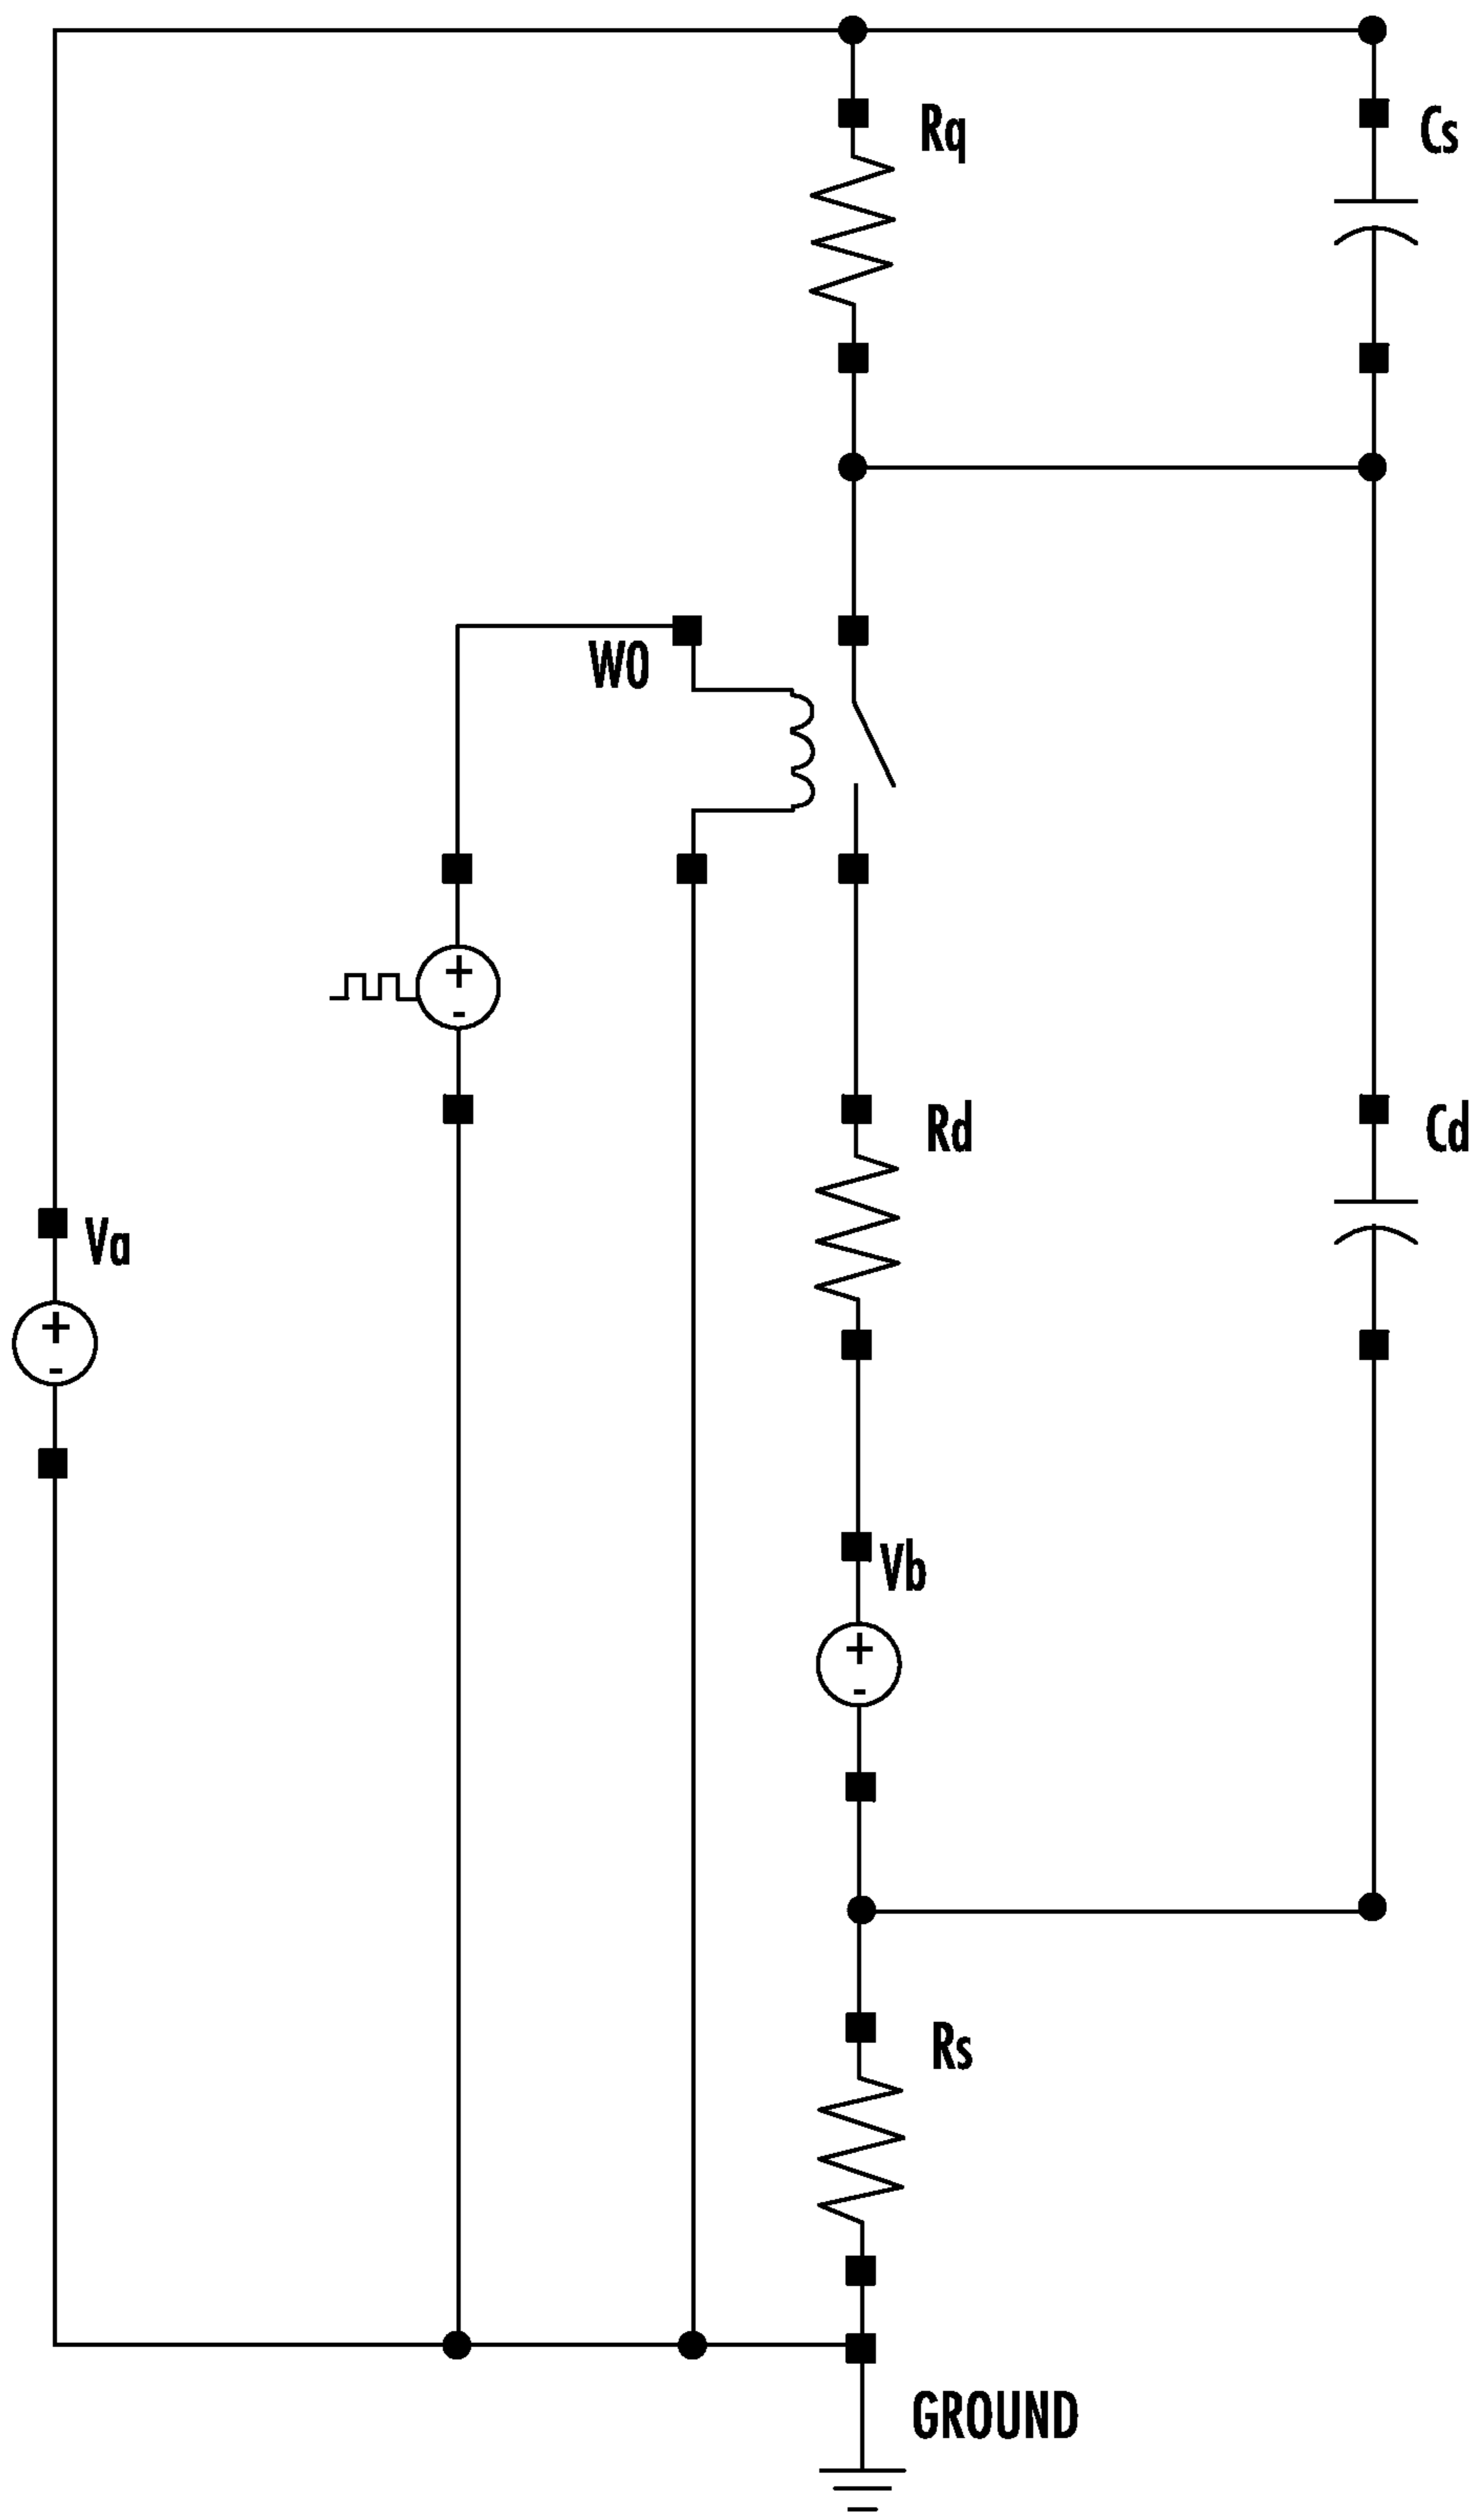 Rq
Cs
W0
+
-
Rd
Cd
Va
+
-
Vb
+
-
Rs
GROUND